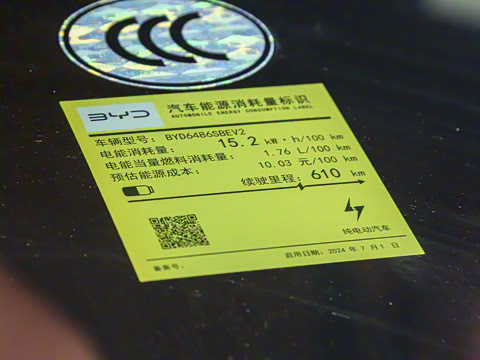 CCC
BYD
汽车能源消耗量标识
AUTOMOBILE ENERGY CONSUMPTION LABEL
车辆型号: BYD6486SBEV2
电能消耗量: 15.2 kW·h/100 km
电能当量燃料消耗量: 1.76 L/100 km
预估能源成本: 10.03 元/100 km
续驶里程: 610 km
纯电动汽车
备案号:
启用日期: 2024 年 7 月 1 日